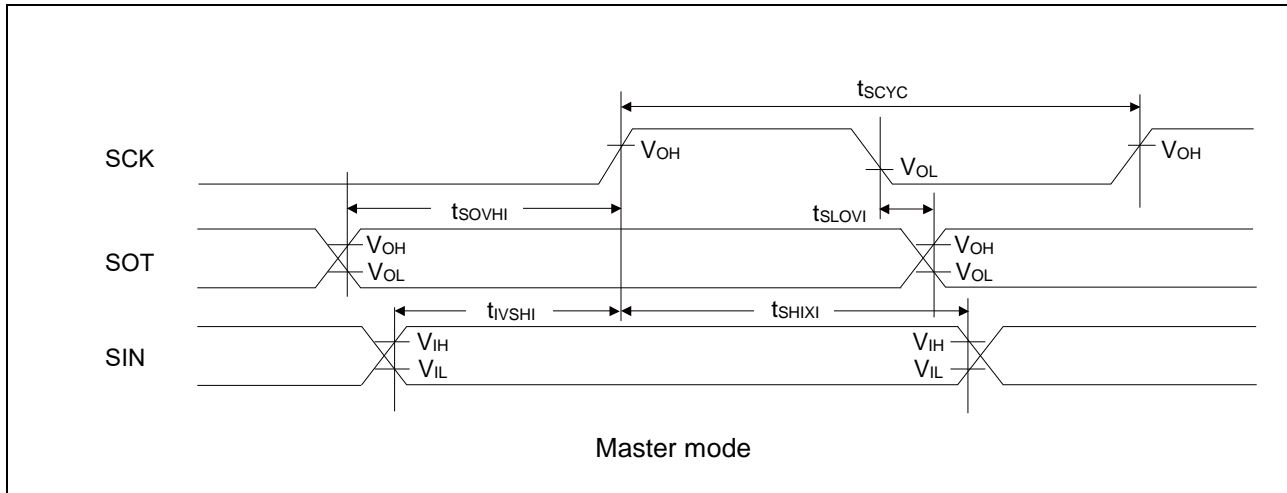 tSCYC
SCK
VOH
VOL
VOH
tSOVHI
tSLOVI
SOT
VOH
VOL
VOH
VOL
tIVSHI
tSHIXI
SIN
VIH
VIL
VIH
VIL
Master mode